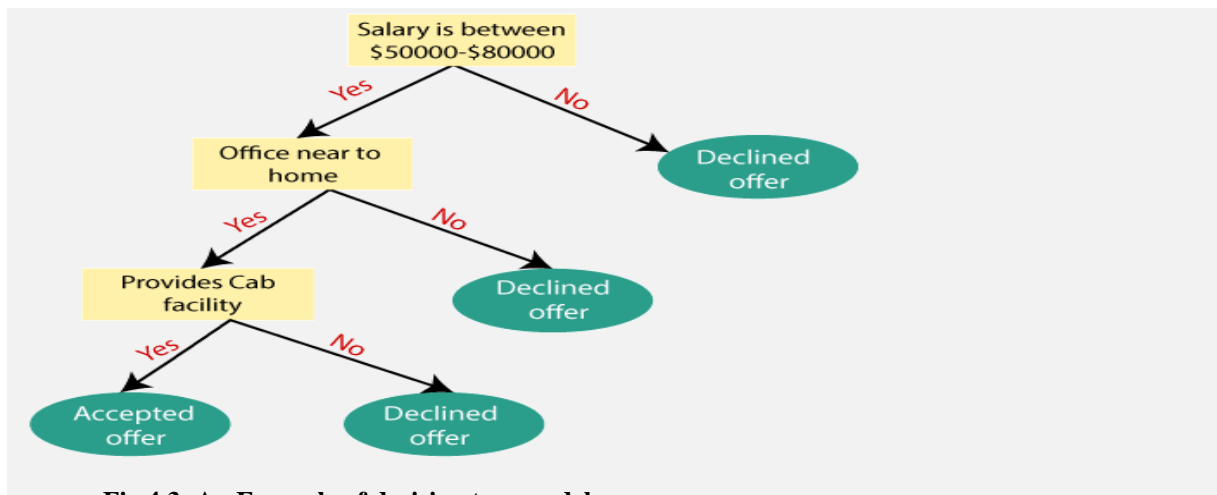 Salary is between
$50000-$80000
Yes
No
Office near to
home
Declined
offer
Yes
No
Provides Cab
facility
Declined
offer
Yes
No
Accepted
offer
Declined
offer